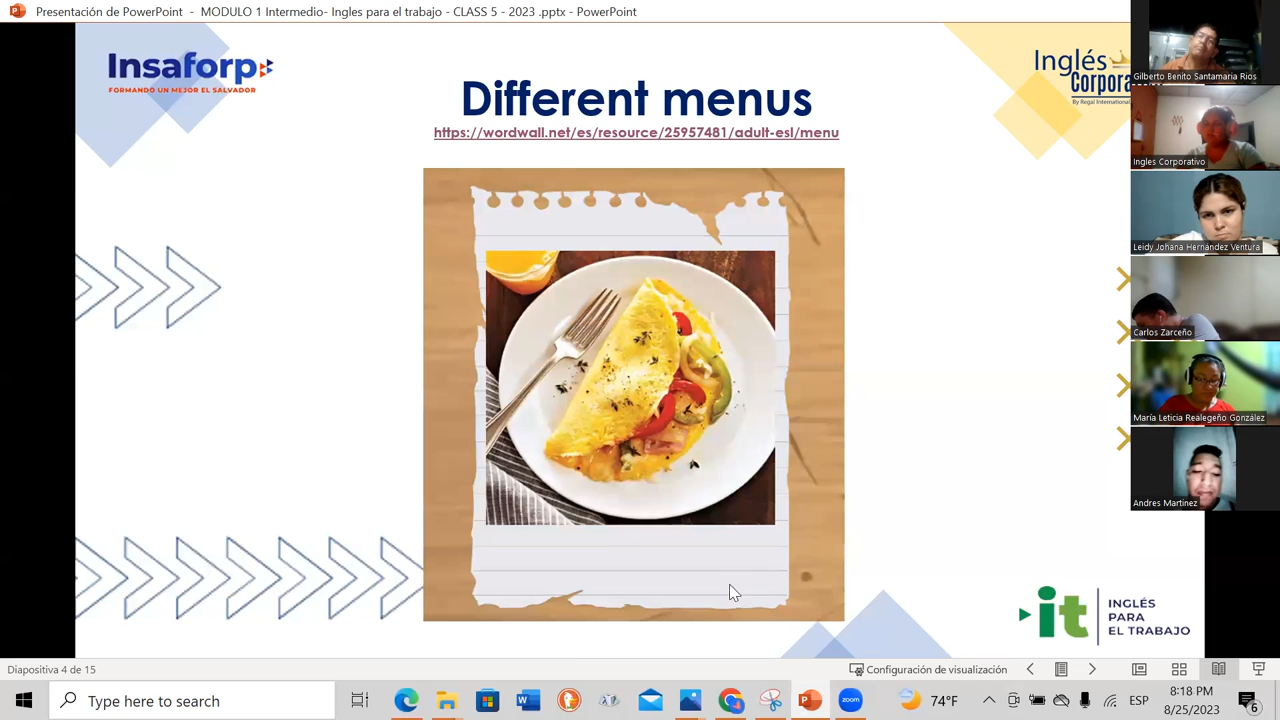 Presentación de PowerPoint - MODULO 1 Intermedio- Ingles para el trabajo - CLASS 5 - 2023 .pptx - PowerPoint
Insaforp
FORMANDO UN MEJOR EL SALVADOR
Different menus
https://wordwall.net/es/resource/25957481/adult-esl/menu
Inglés
By Regal International
Gilberto Benito Santamaria Rios
Ingles Corporativo
Leidy Johana Hernández Ventura
Carlos Zarceño
María Leticia Realegeño González
Andres Martinez
it
INGLÉS
PARA
EL TRABAJO
Diapositiva 4 de 15
Configuración de visualización
Type here to search
zoom
74°F
ESP
8:18 PM
8/25/2023
6